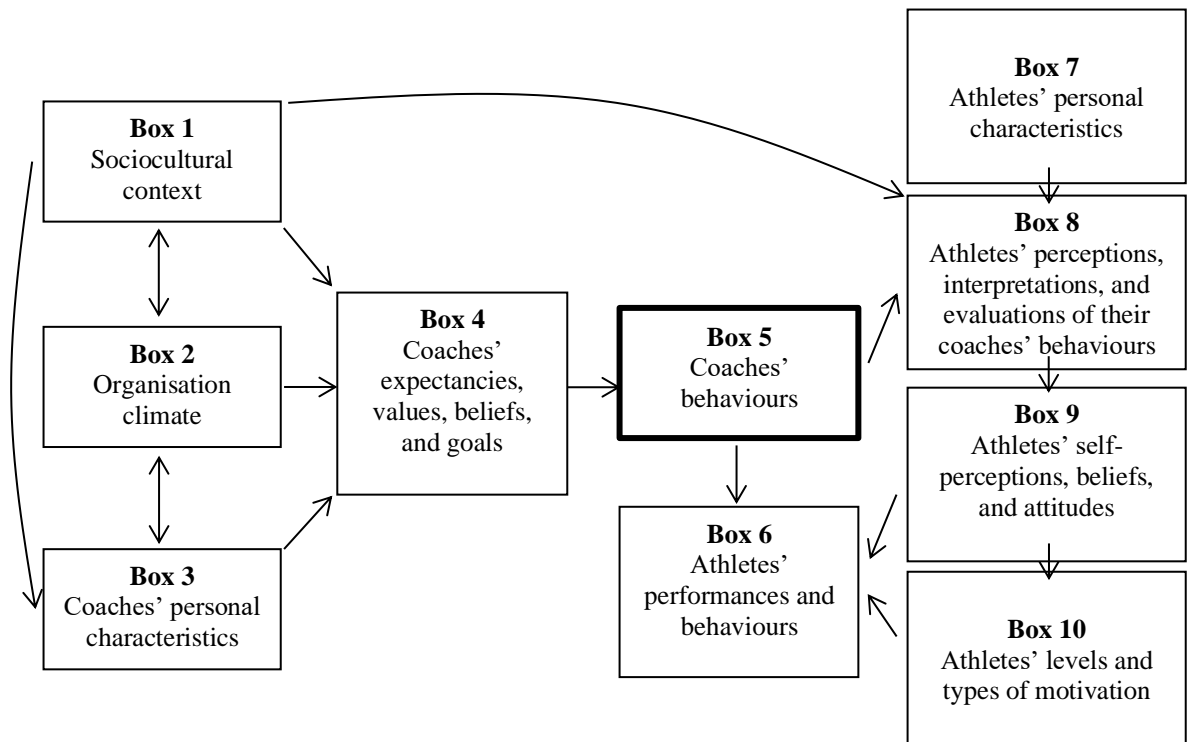 Box 1
Sociocultural
context
Box 2
Organisation
climate
Box 3
Coaches’ personal
characteristics
Box 4
Coaches’
expectancies,
values, beliefs,
and goals
Box 5
Coaches’
behaviours
Box 6
Athletes’
performances and
behaviours
Box 7
Athletes’ personal
characteristics
Box 8
Athletes’ perceptions,
interpretations, and
evaluations of their
coaches’ behaviours
Box 9
Athletes’ self-
perceptions, beliefs,
and attitudes
Box 10
Athletes’ levels and
types of motivation